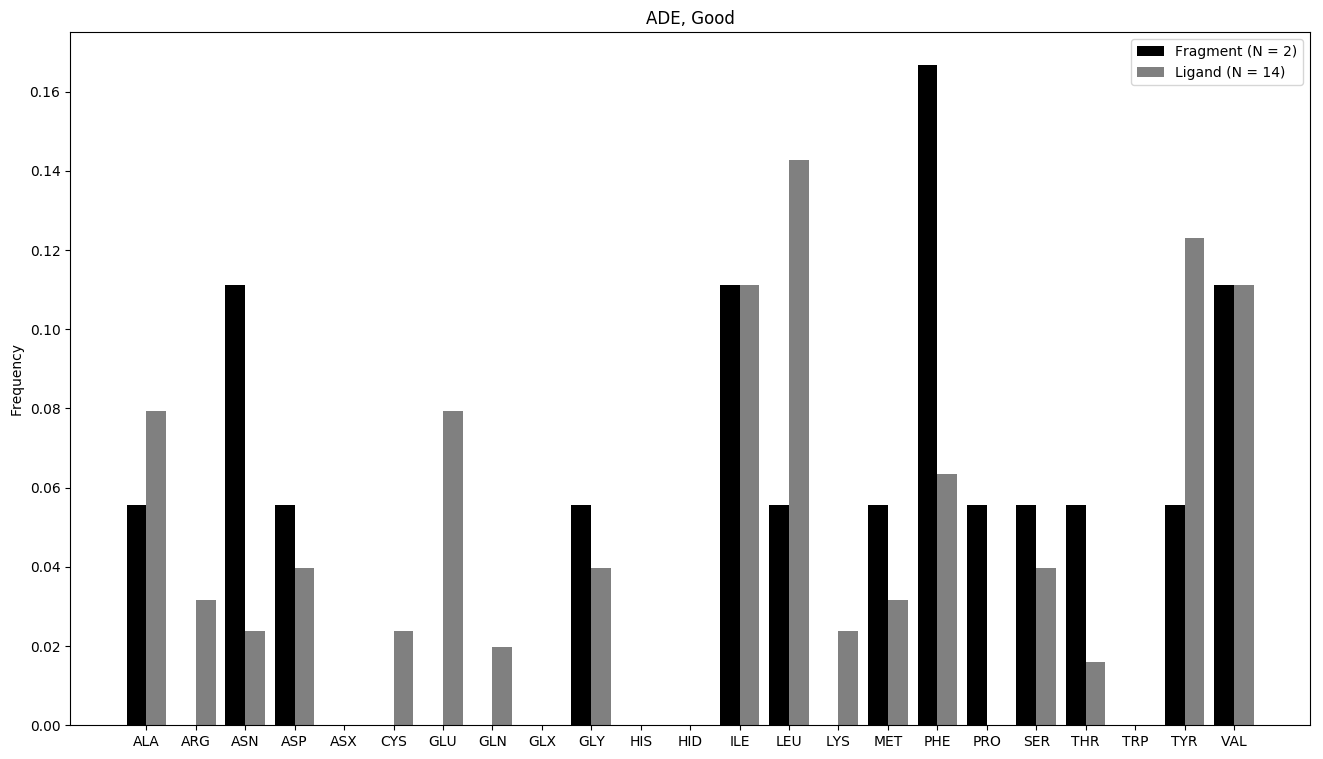 ADE, Good
Fragment (N = 2)
Ligand (N = 14)
Frequency
0.16
0.14
0.12
0.10
0.08
0.06
0.04
0.02
0.00
ALA ARG ASN ASP ASX CYS GLU GLN GLX GLY HIS HID ILE LEU LYS MET PHE PRO SER THR TRP TYR VAL